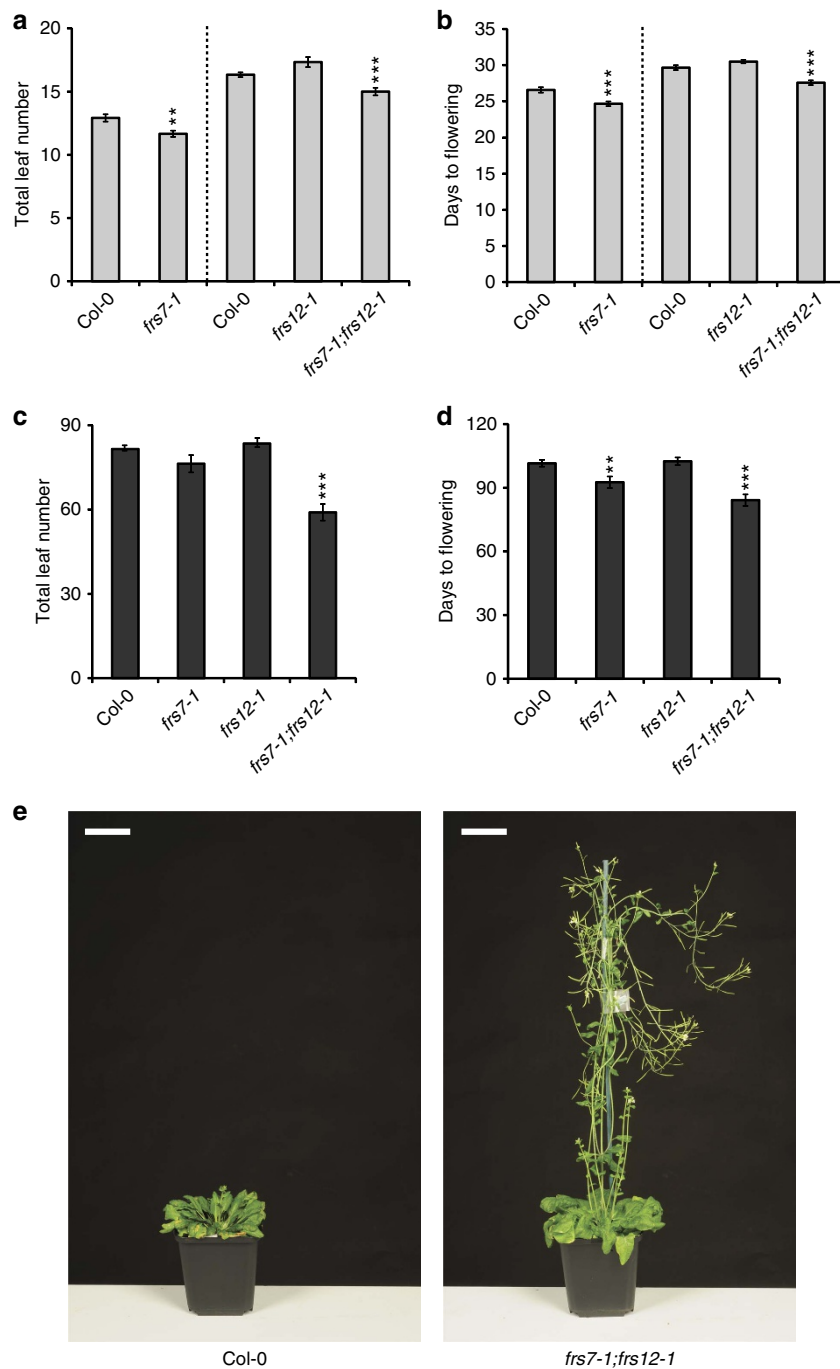 a
Total leaf number
20
15
10
5
0
**
***
Col-0
frs7-1
Col-0
frs12-1
frs7-1;frs12-1
b
Days to flowering
35
30
25
20
15
10
5
0
***
***
Col-0
frs7-1
Col-0
frs12-1
frs7-1;frs12-1
c
Total leaf number
90
60
30
0
***
Col-0
frs7-1
frs12-1
frs7-1;frs12-1
d
Days to flowering
120
90
60
30
0
**
***
Col-0
frs7-1
frs12-1
frs7-1;frs12-1
e
Col-0
frs7-1;frs12-1